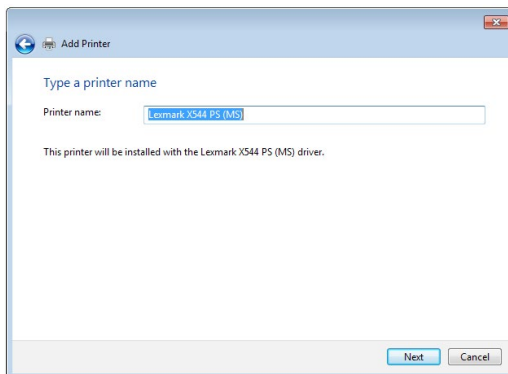 Add Printer
Type a printer name
Printer name: Lexmark X544 PS (MS)
This printer will be installed with the Lexmark X544 PS (MS) driver.
Next Cancel